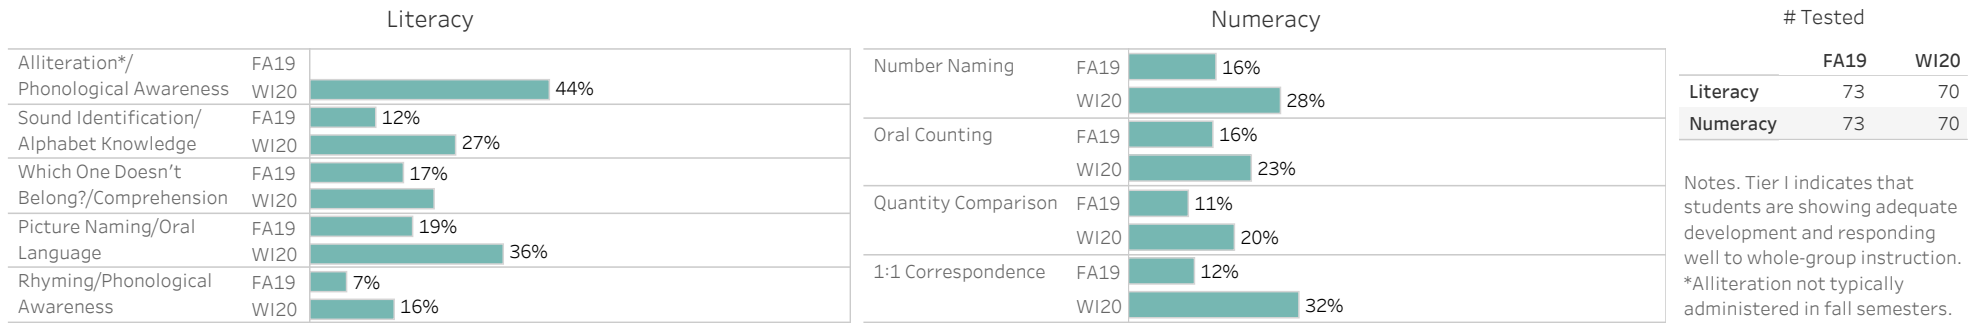 Literacy
Alliteration*/
Phonological Awareness
FA19
WI20
44%
Sound Identification/
Alphabet Knowledge
FA19
12%
WI20
27%
Which One Doesn't
Belong?/Comprehension
FA19
17%
WI20
Picture Naming/Oral
Language
FA19
19%
WI20
36%
Rhyming/Phonological
Awareness
FA19
7%
WI20
16%
Numeracy
Number Naming
FA19
16%
WI20
28%
Oral Counting
FA19
16%
WI20
23%
Quantity Comparison
FA19
11%
WI20
20%
1:1 Correspondence
FA19
12%
WI20
32%
# Tested
FA19 WI20
Literacy 73 70
Numeracy 73 70
Notes. Tier I indicates that
students are showing adequate
development and responding
well to whole-group instruction.
*Alliteration not typically
administered in fall semesters.